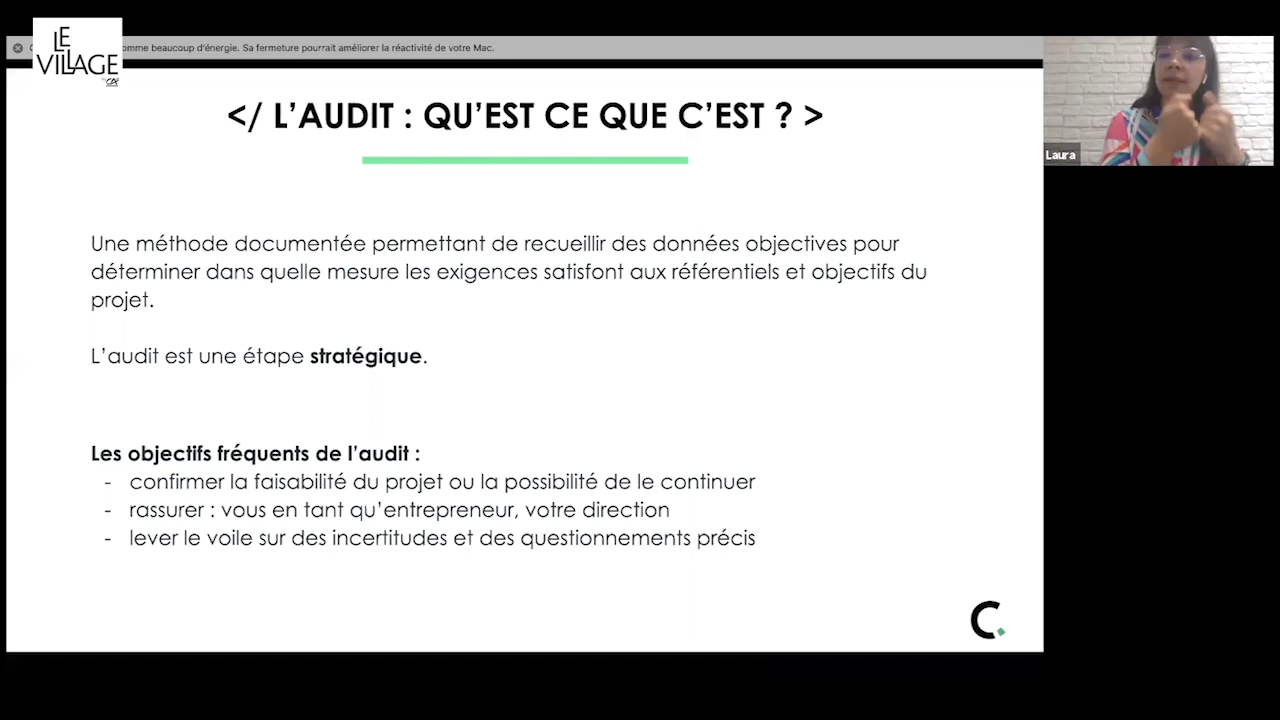 LE
VILLAGE
by CA
omme beaucoup d'énergie. Sa fermeture pourrait améliorer la réactivité de votre Mac.
</ L'AUDIT : QU'EST CE QUE C'EST ? >
Laura
Une méthode documentée permettant de recueillir des données objectives pour
déterminer dans quelle mesure les exigences satisfont aux référentiels et objectifs du
projet.
L'audit est une étape stratégique.
Les objectifs fréquents de l'audit :
- confirmer la faisabilité du projet ou la possibilité de le continuer
- rassurer : vous en tant qu'entrepreneur, votre direction
- lever le voile sur des incertitudes et des questionnements précis
C.